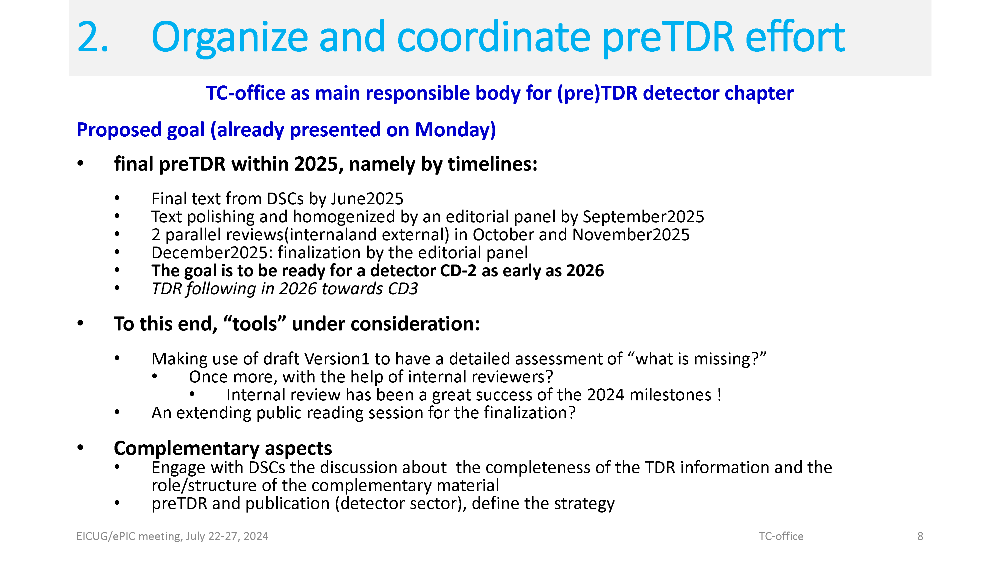 2. Organize and coordinate preTDR effort
TC-office as main responsible body for (pre)TDR detector chapter
Proposed goal (already presented on Monday)
• final preTDR within 2025, namely by timelines:
• Final text from DSCs by June2025
• Text polishing and homogenized by an editorial panel by September2025
• 2 parallel reviews(internaland external) in October and November2025
• December2025: finalization by the editorial panel
• The goal is to be ready for a detector CD-2 as early as 2026
• TDR following in 2026 towards CD3
• To this end, “tools” under consideration:
• Making use of draft Version1 to have a detailed assessment of “what is missing?”
• Once more, with the help of internal reviewers?
• Internal review has been a great success of the 2024 milestones !
• An extending public reading session for the finalization?
• Complementary aspects
• Engage with DSCs the discussion about  the completeness of the TDR information and the
role/structure of the complementary material
• preTDR and publication (detector sector), define the strategy
EICUG/ePIC meeting, July 22-27, 2024
TC-office
8